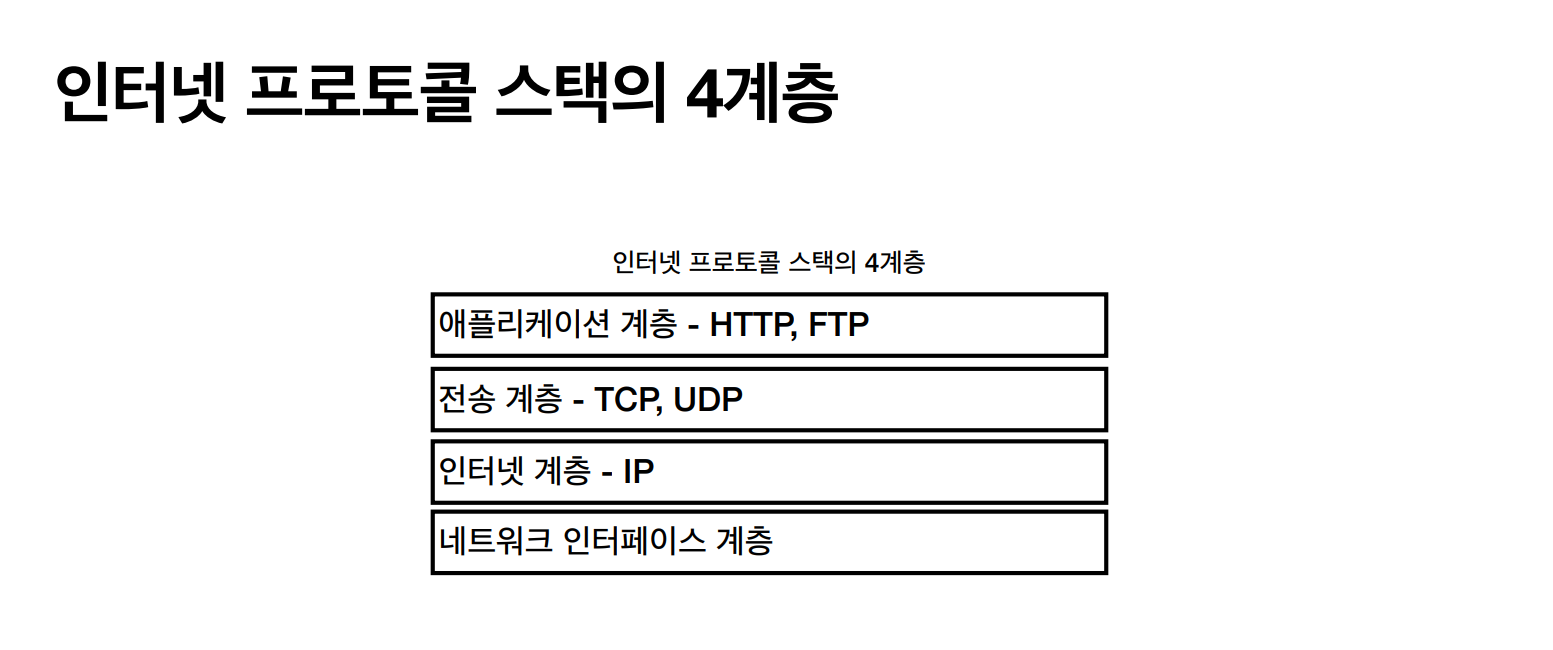 인터넷 프로토콜 스택의 4계층
인터넷 프로토콜 스택의 4계층
애플리케이션 계층 - HTTP, FTP
전송 계층 - TCP, UDP
인터넷 계층 - IP
네트워크 인터페이스 계층